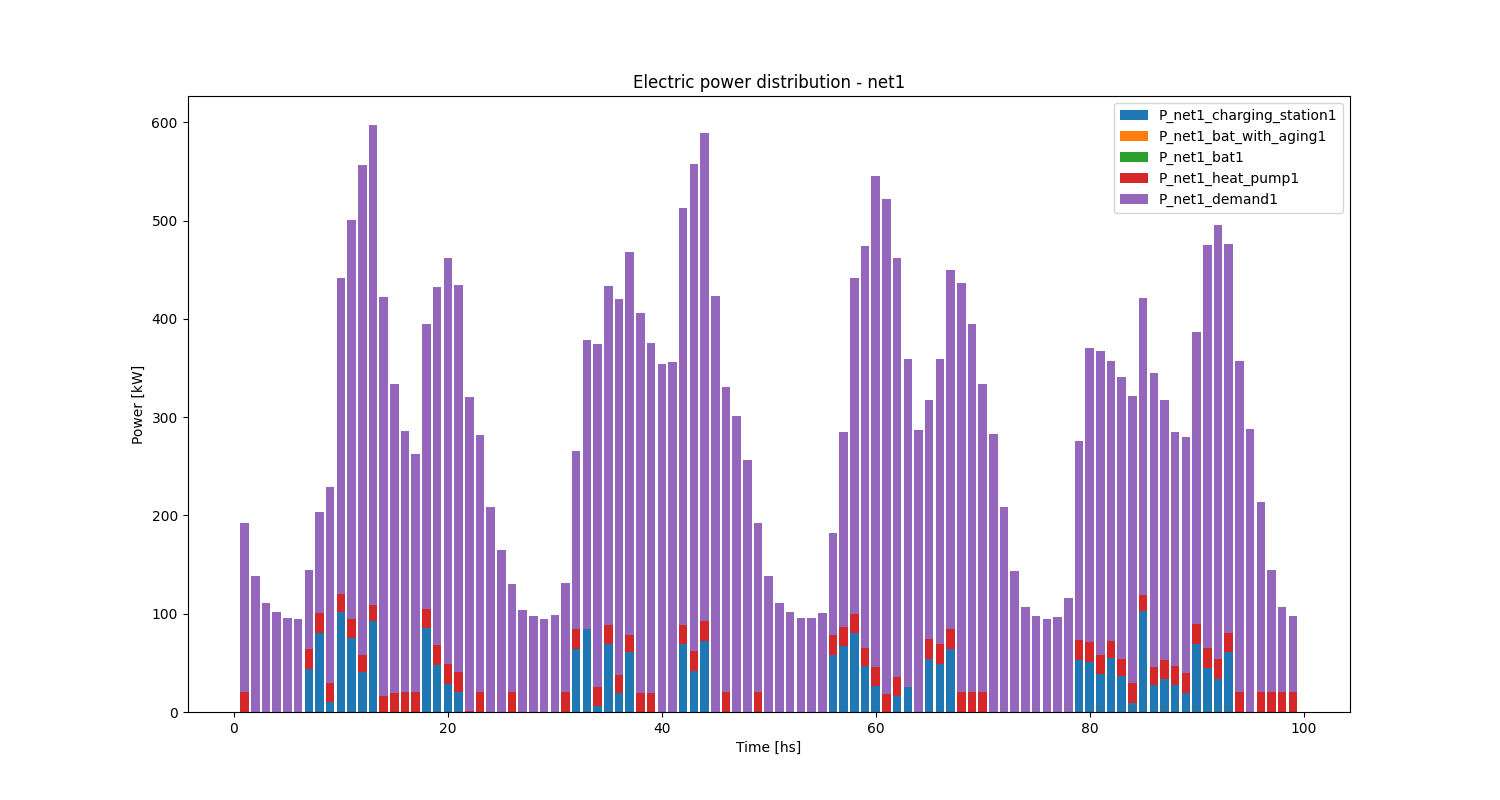 Electric power distribution - net1
P_net1_charging_station1
P_net1_bat_with_aging1
P_net1_bat1
P_net1_heat_pump1
P_net1_demand1
Power [kW]
600
500
400
300
200
100
0
0 20 40 60 80 100
Time [hs]